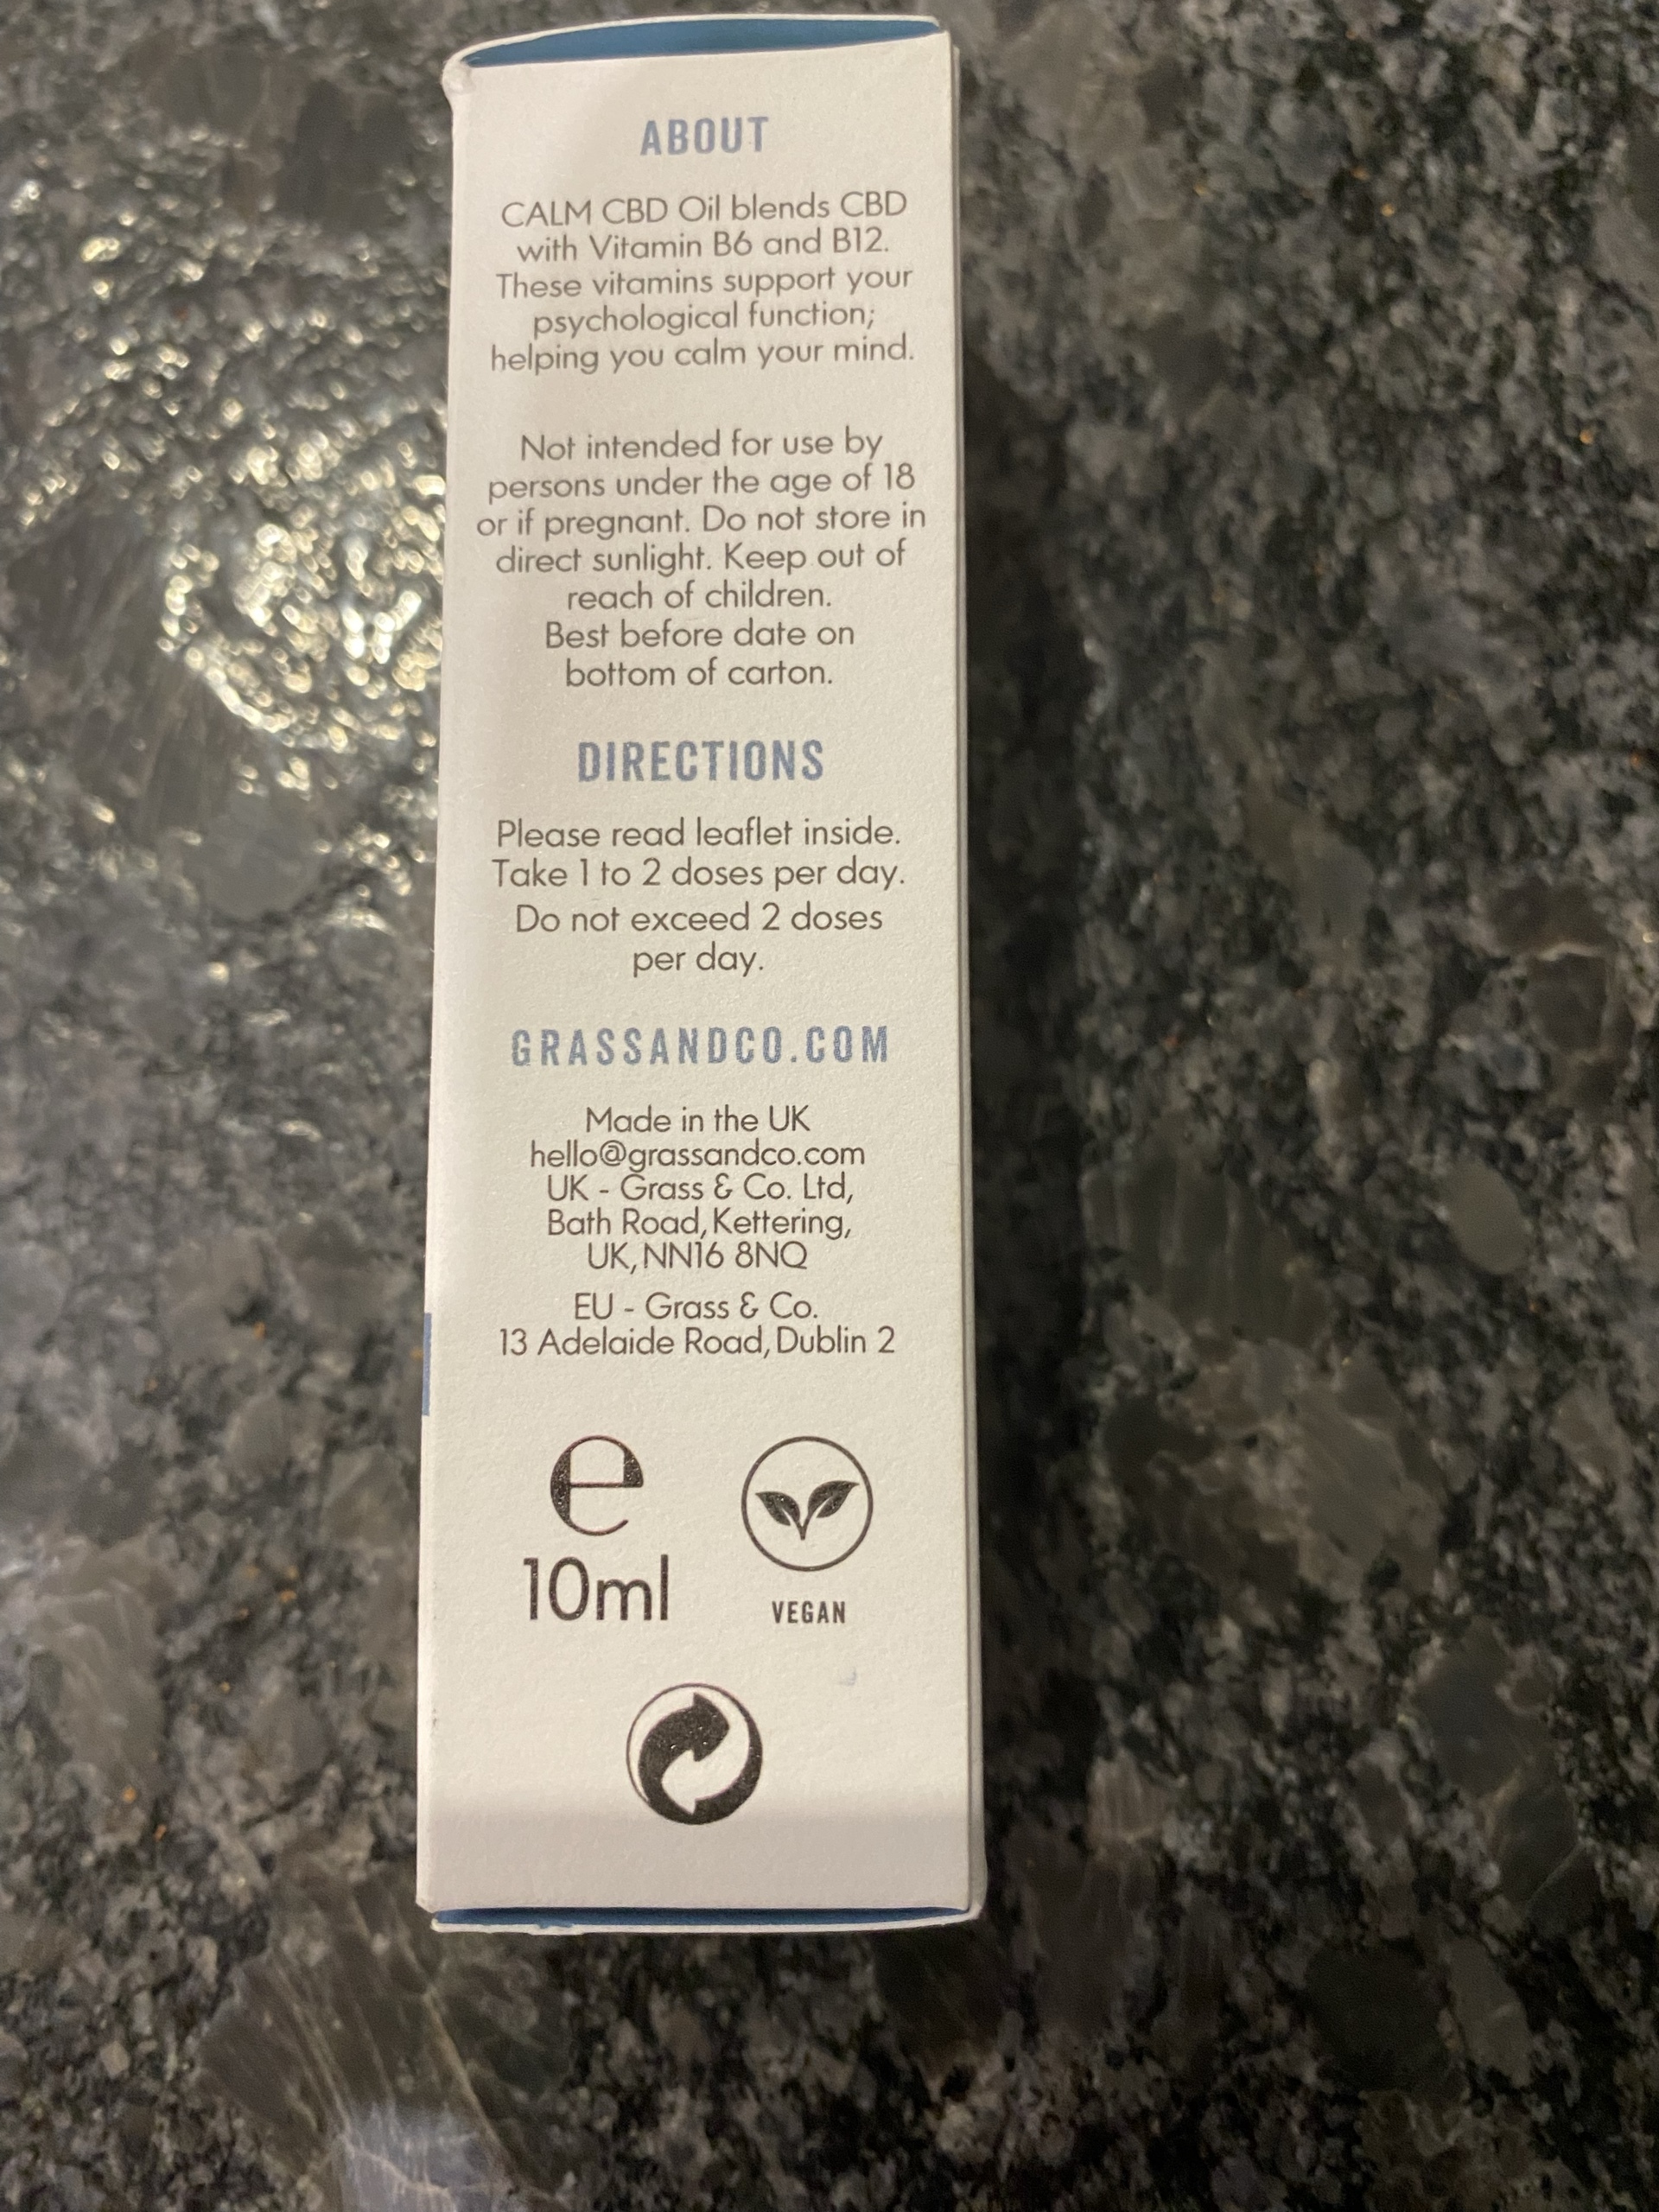 ABOUT
CALM CBD Oil blends CBD
with Vitamin B6 and B12.
These vitamins support your
psychological function;
helping you calm your mind.
Not intended for use by
persons under the age of 18
or if pregnant. Do not store in
direct sunlight. Keep out of
reach of children.
Best before date on
bottom of carton.
DIRECTIONS
Please read leaflet inside.
Take 1 to 2 doses per day.
Do not exceed 2 doses
per day.
GRASSANDCO.COM
Made in the UK
hello@grassandco.com
UK - Grass & Co. Ltd,
Bath Road, Kettering,
UK, NN16 8NQ
EU - Grass & Co.
13 Adelaide Road, Dublin 2
e
10ml
VEGAN